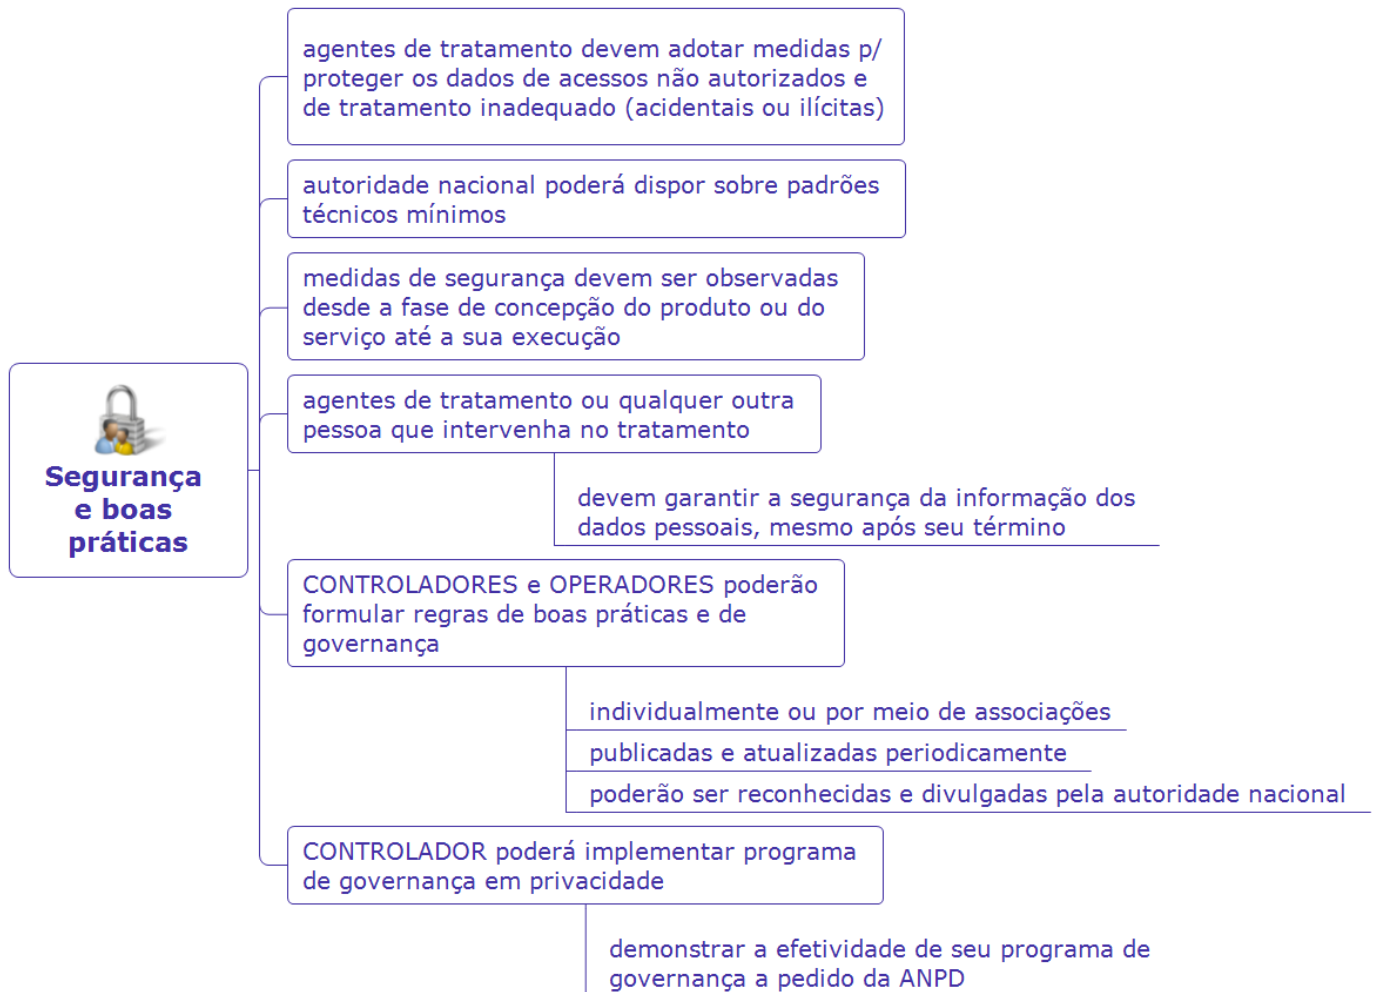 agentes de tratamento devem adotar medidas p/
proteger os dados de acessos não autorizados e
de tratamento inadequado (acidentais ou ilícitas)
autoridade nacional poderá dispor sobre padrões
técnicos mínimos
medidas de segurança devem ser observadas
desde a fase de concepção do produto ou do
serviço até a sua execução
agentes de tratamento ou qualquer outra
pessoa que intervenha no tratamento
devem garantir a segurança da informação dos
dados pessoais, mesmo após seu término
Segurança
e boas
práticas
CONTROLADORES e OPERADORES poderão
formular regras de boas práticas e de
governança
individualmente ou por meio de associações
publicadas e atualizadas periodicamente
poderão ser reconhecidas e divulgadas pela autoridade nacional
CONTROLADOR poderá implementar programa
de governança em privacidade
demonstrar a efetividade de seu programa de
governança a pedido da ANPD